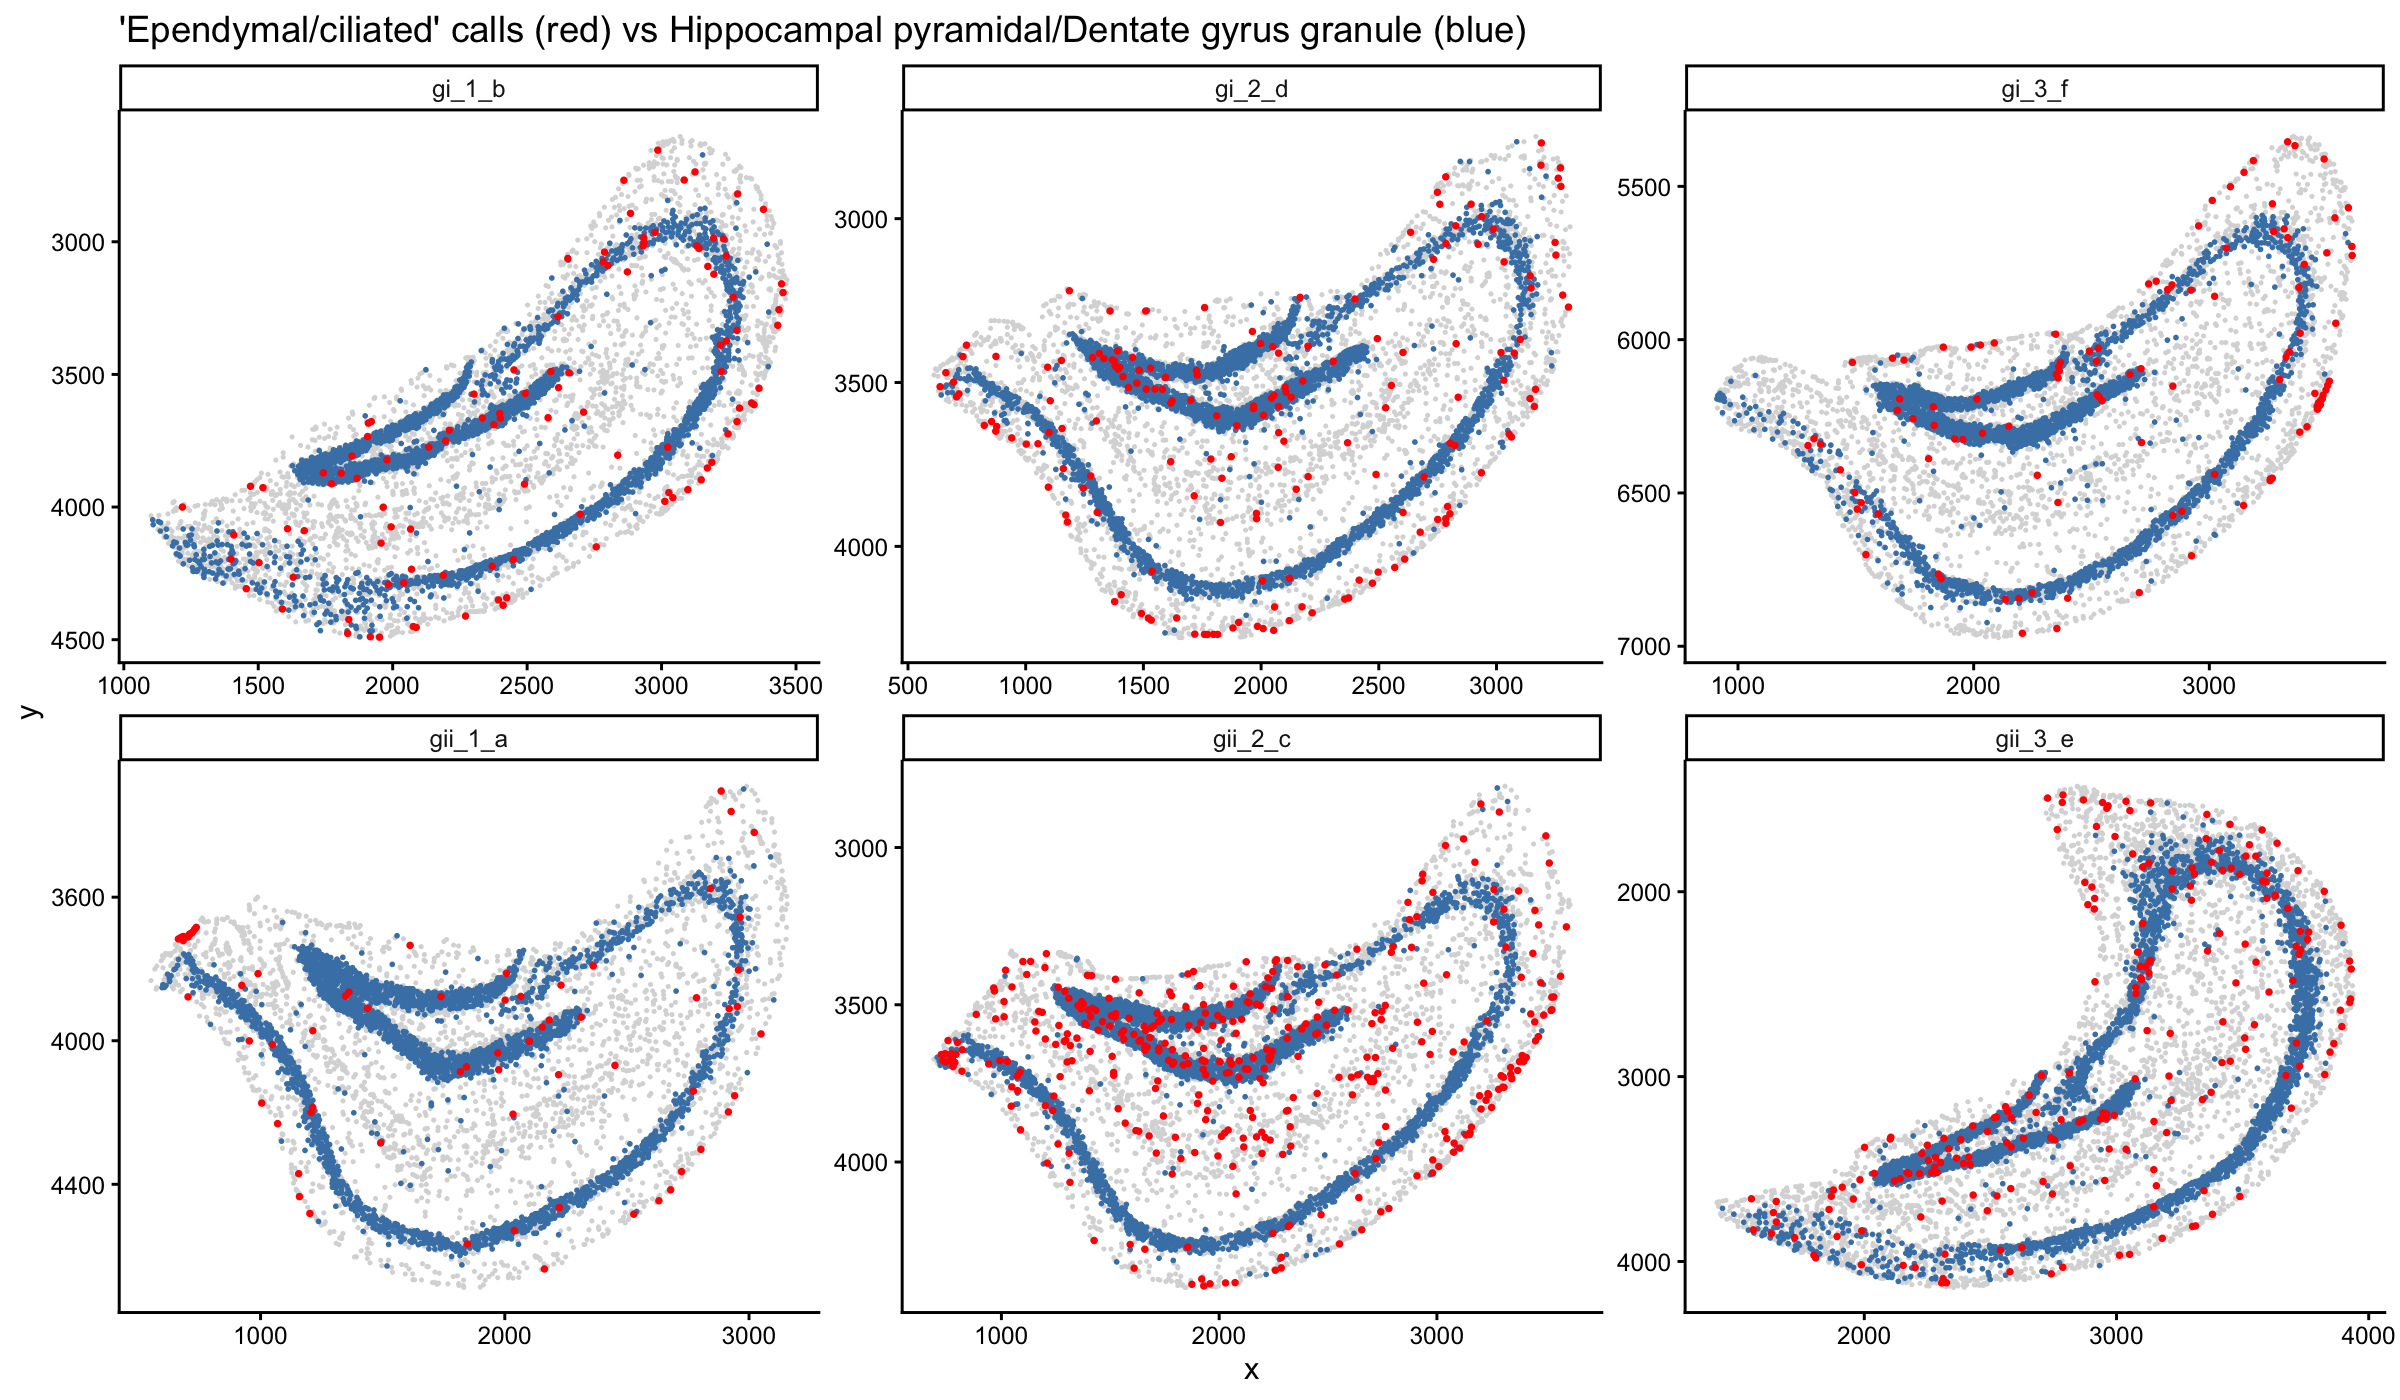 'Ependymal/ciliated' calls (red) vs Hippocampal pyramidal/Dentate gyrus granule (blue)
gi_1_b
gi_2_d
gi_3_f
3000
3500
4000
4500
1000 1500 2000 2500 3000 3500
3000
3500
4000
500 1000 1500 2000 2500 3000
5500
6000
6500
7000
1000 2000 3000
y
gii_1_a
gii_2_c
gii_3_e
3600
4000
4400
1000 2000 3000
3000
3500
4000
1000 2000 3000
2000
3000
4000
2000 3000 4000
x